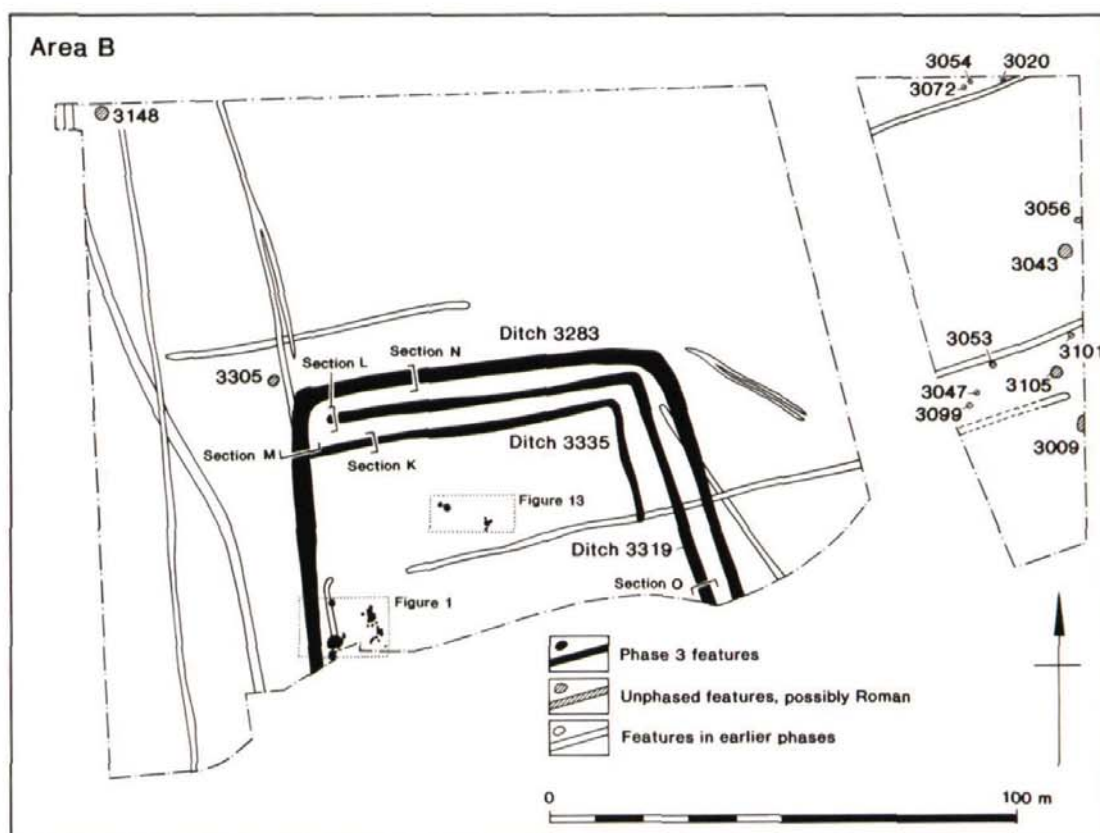 Area B
3054
3020
3072
3148
3056
3043
Ditch 3283
Section N
Section L
3053
3101
3305
3105
3047
3099
3009
Ditch 3335
Section M
Section K
Figure 13
Ditch 3319
Section O
Figure 1
Phase 3 features
Unphased features, possibly Roman
Features in earlier phases
0
100 m